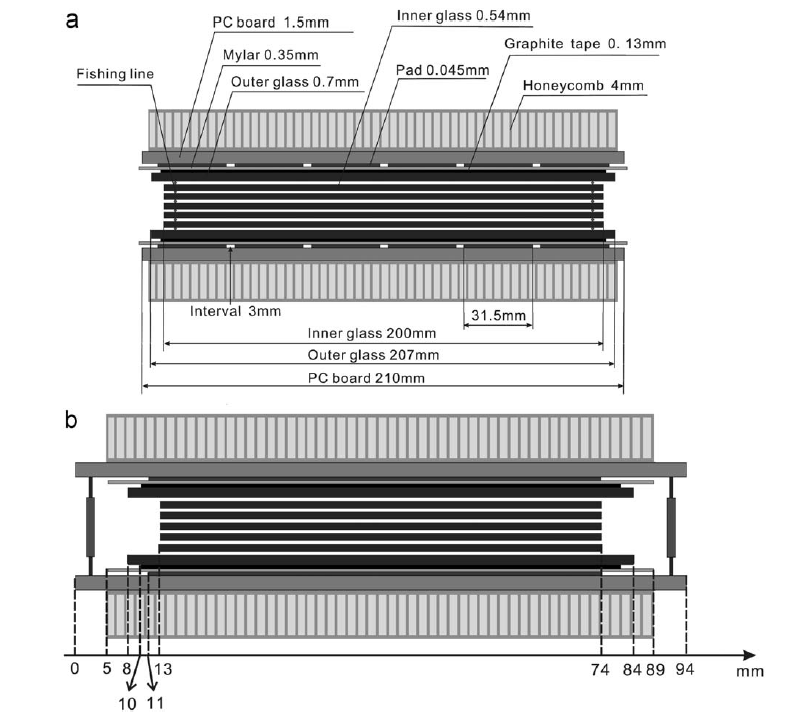 a
PC board 1.5mm
Inner glass 0.54mm
Mylar 0.35mm
Graphite tape 0. 13mm
Fishing line
Outer glass 0.7mm
Pad 0.045mm
Honeycomb 4mm
Interval 3mm
31.5mm
Inner glass 200mm
Outer glass 207mm
PC board 210mm
b
0 5 8 13 74 84 89 94 mm
10 11